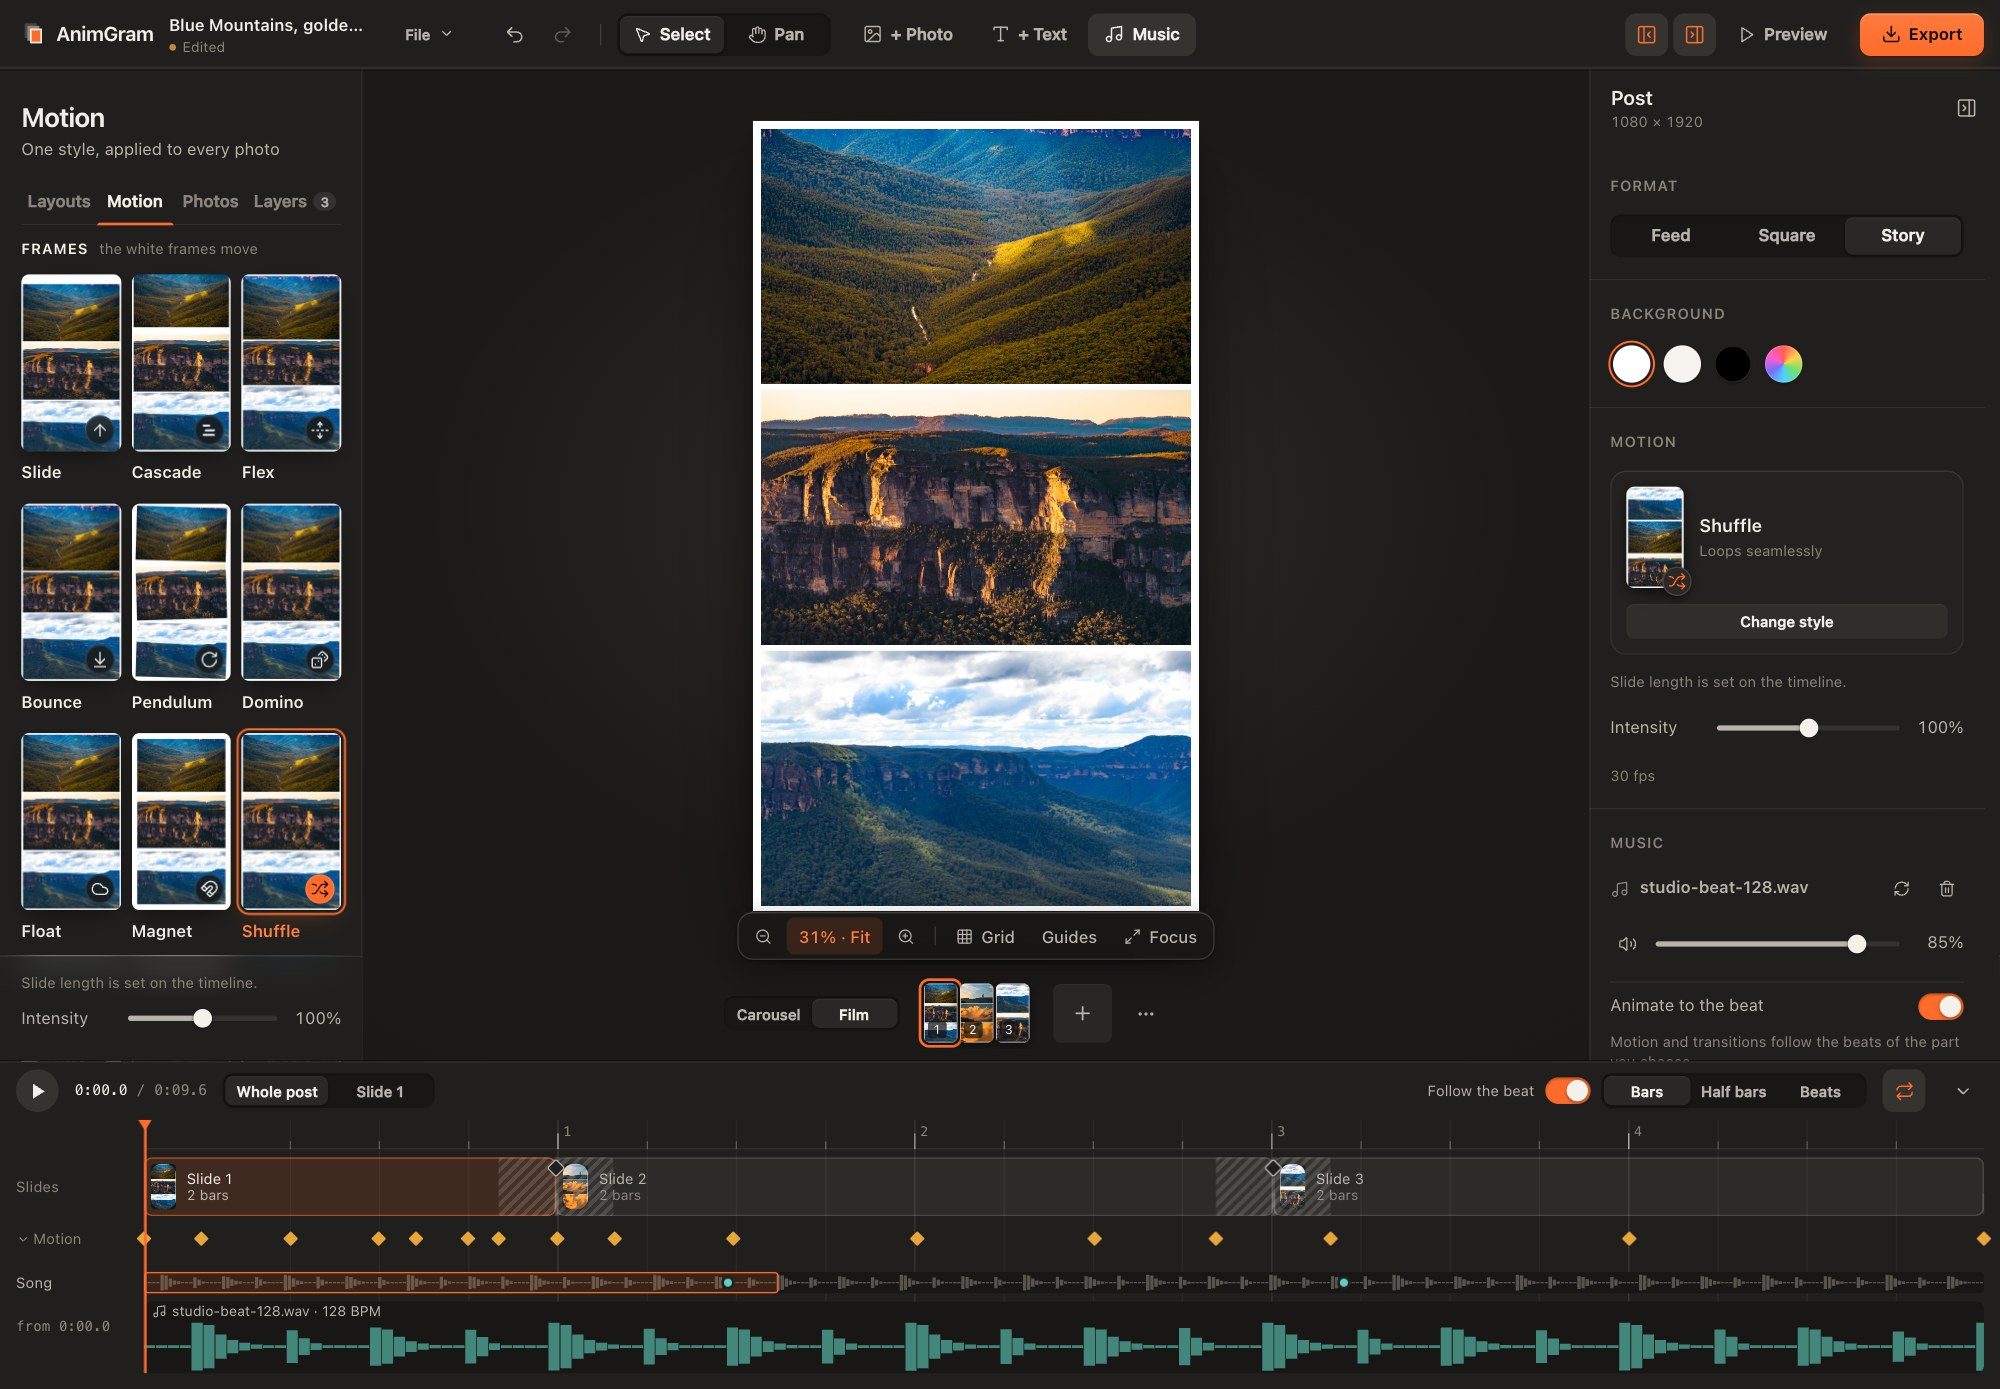 AnimGram
Blue Mountains, golde...
Edited
File
Select
Pan
+ Photo
+ Text
Music
Preview
Export
Motion
One style, applied to every photo
Layouts Motion Photos Layers 3
FRAMES the white frames move
Slide Cascade Flex
Bounce Pendulum Domino
Float Magnet Shuffle
Slide length is set on the timeline.
Intensity 100%
31% · Fit Grid Guides Focus
Carousel Film 1 2 3
Post
1080 × 1920
FORMAT
Feed Square Story
BACKGROUND
MOTION
Shuffle
Loops seamlessly
Change style
Slide length is set on the timeline.
Intensity 100%
30 fps
MUSIC
studio-beat-128.wav
85%
Animate to the beat
Motion and transitions follow the beats of the part
0:00.0 / 0:09.6 Whole post Slide 1
Follow the beat Bars Half bars Beats
1 2 3 4
Slides
Slide 1
2 bars
Slide 2
2 bars
Slide 3
2 bars
Motion
Song
studio-beat-128.wav · 128 BPM
from 0:00.0